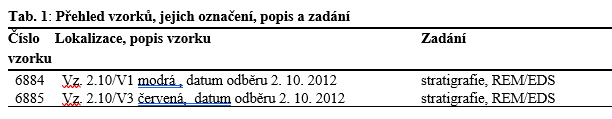 Tab. 1: Přehled vzorků, jejich označení, popis a zadání
Číslo vzorku Lokalizace, popis vzorku Zadání
6884 Vz. 2.10/V1 modrá , datum odběru 2. 10. 2012 stratigrafie, REM/EDS
6885 Vz. 2.10/V3 červená,  datum odběru 2. 10. 2012 stratigrafie, REM/EDS